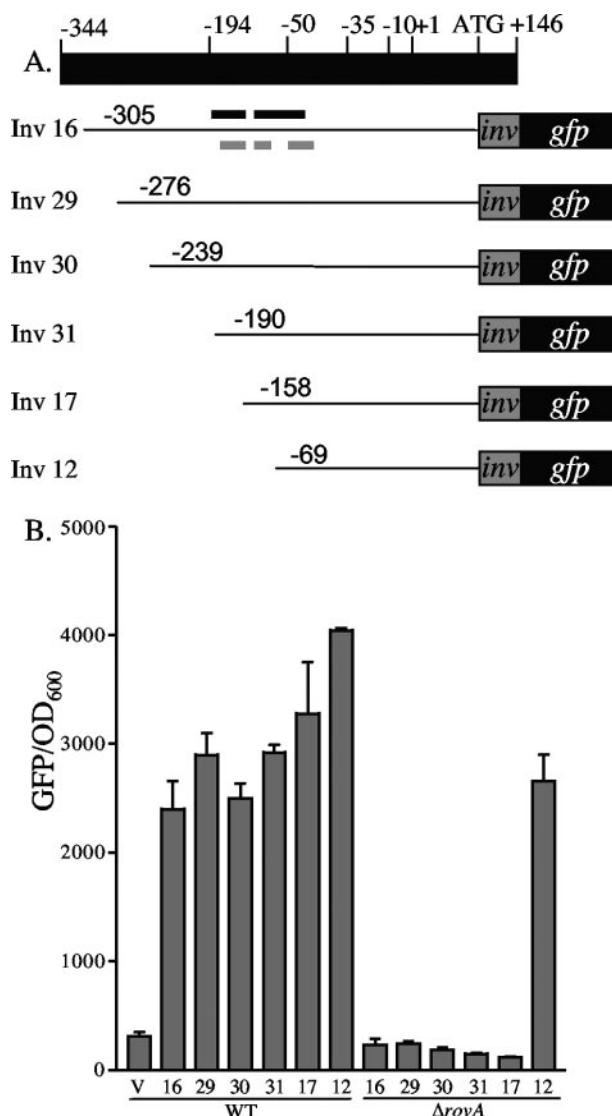 -344 -194 -50 -35 -10 +1 ATG +146
A.
Inv 16 -305 inv gfp
Inv 29 -276 inv gfp
Inv 30 -239 inv gfp
Inv 31 -190 inv gfp
Inv 17 -158 inv gfp
Inv 12 -69 inv gfp
B.
5000
4000
3000
2000
1000
0
GFP/OD600
V 16 29 30 31 17 12 16 29 30 31 17 12
WT ΔrovA